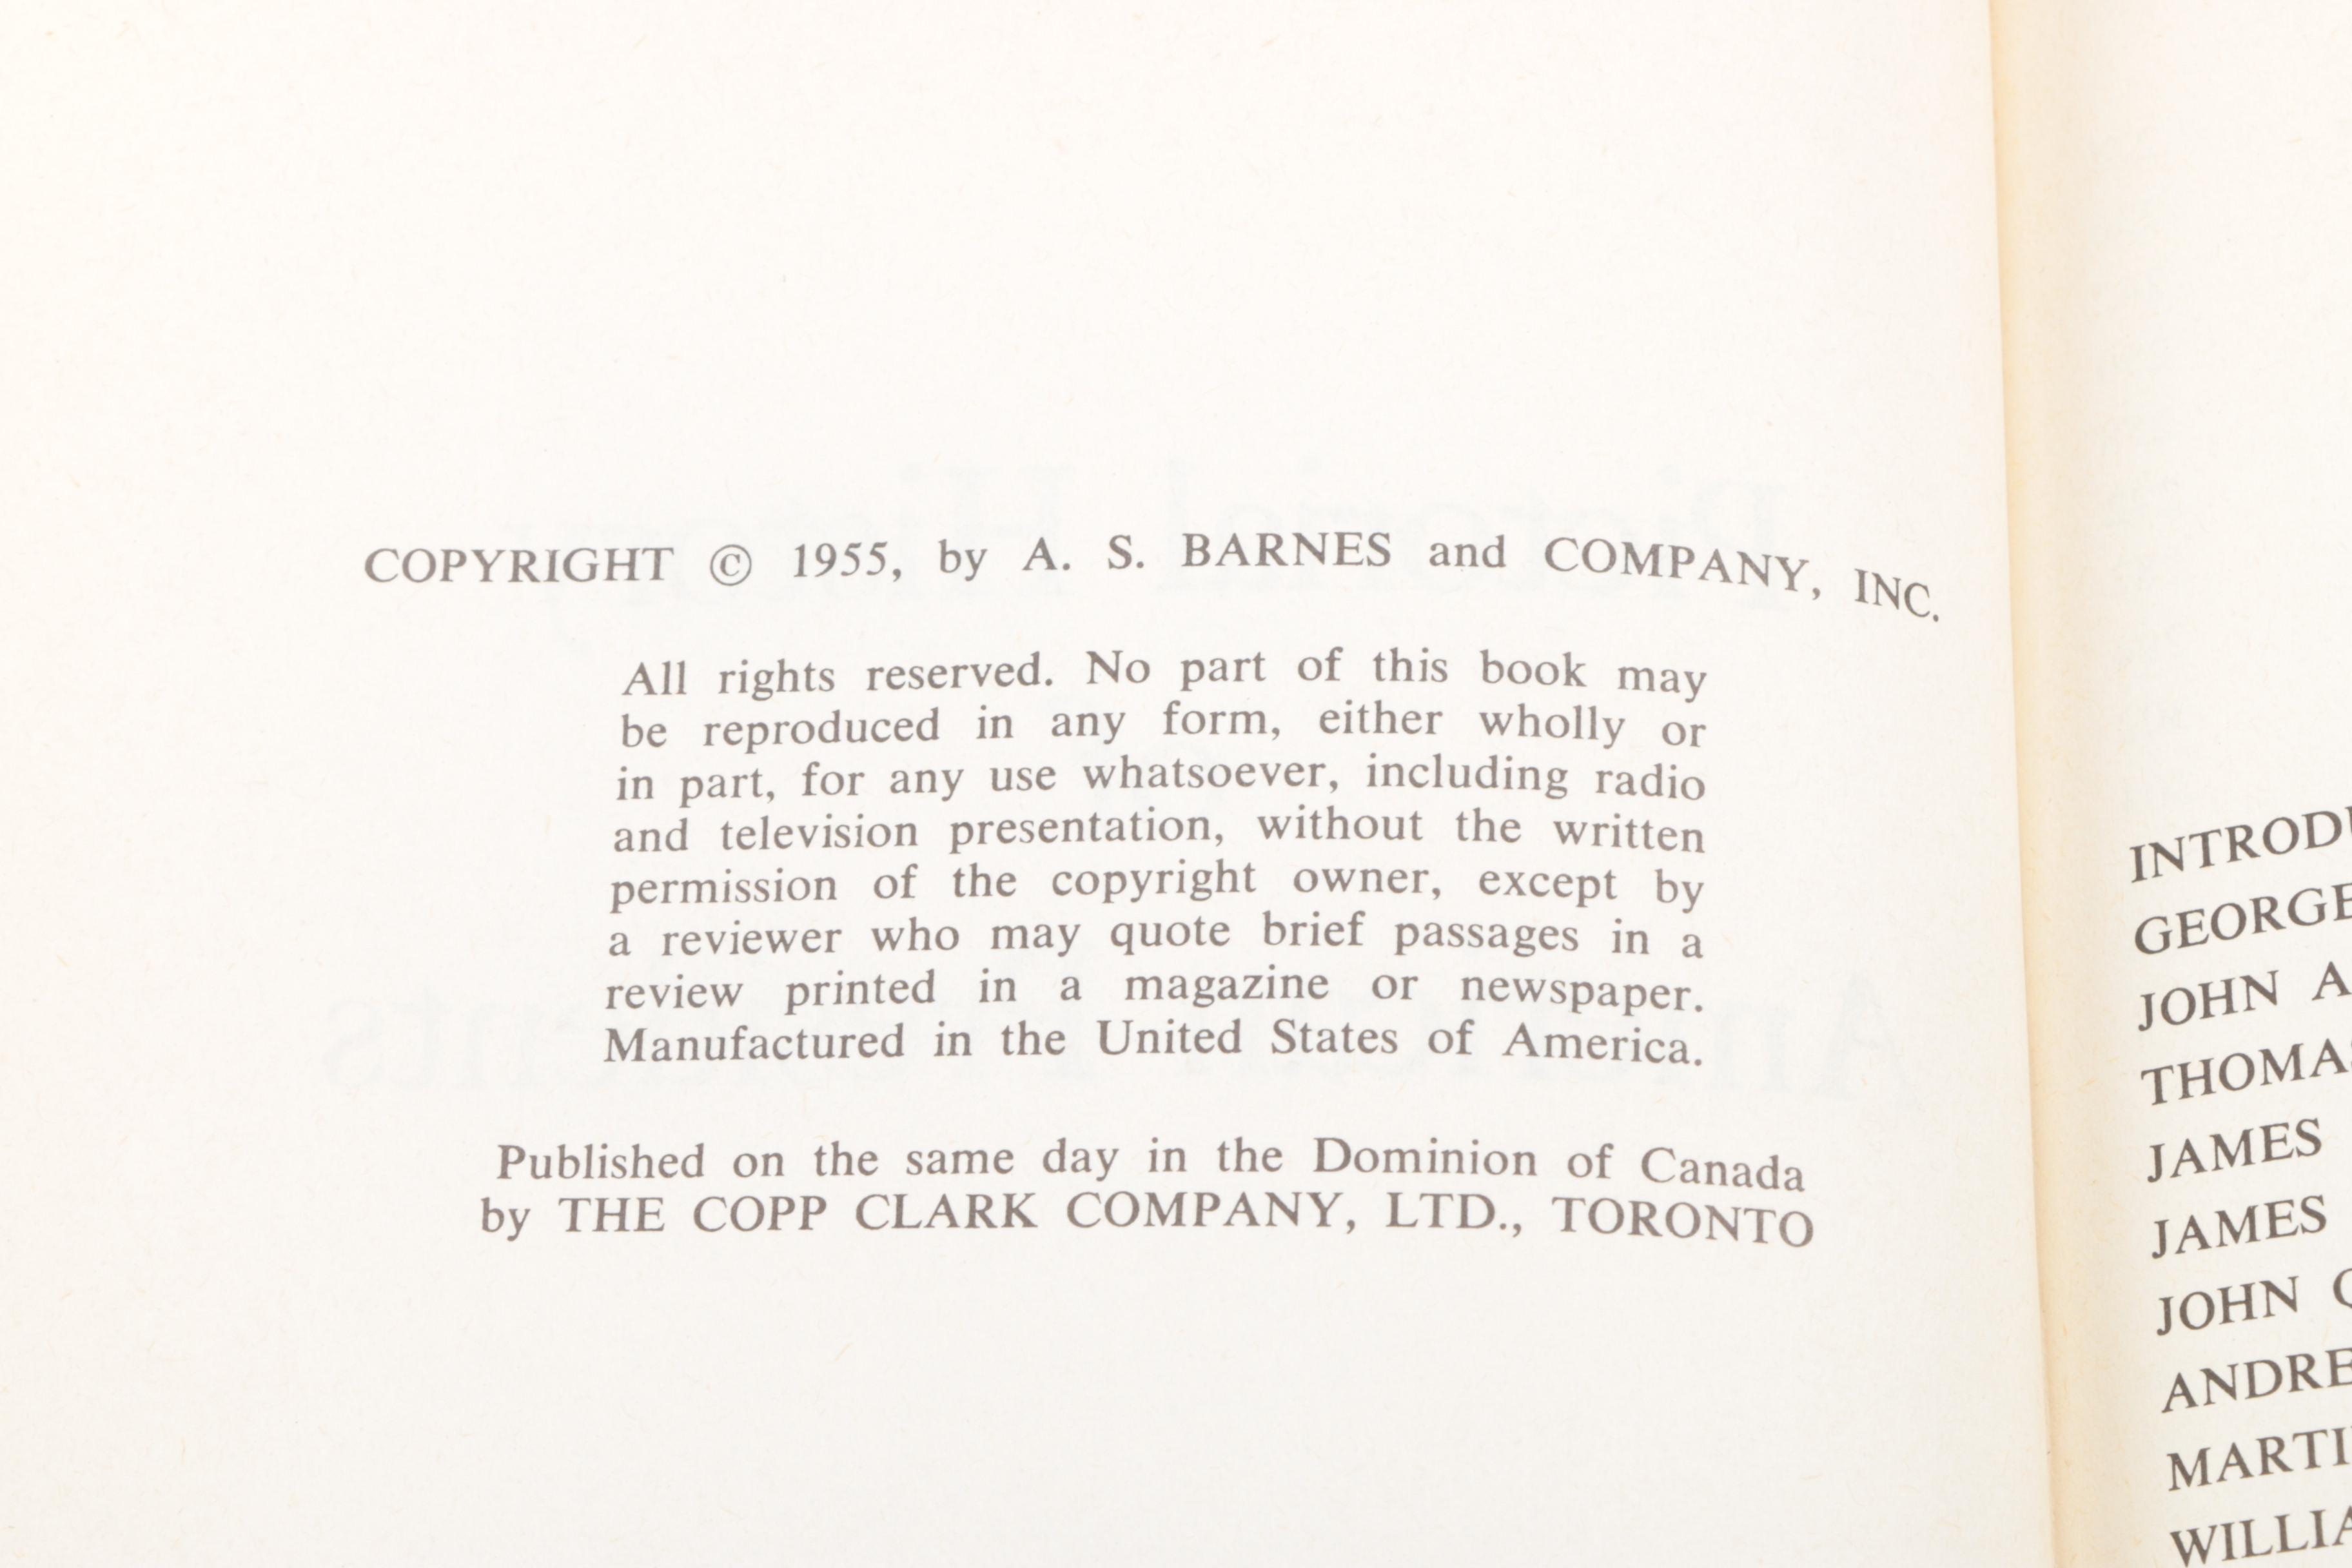 COPYRIGHT © 1955, by A. S. BARNES and COMPANY, INC.
All rights reserved. No part of this book may
be reproduced in any form, either wholly or
in part, for any use whatsoever, including radio
and television presentation, without the written
permission of the copyright owner, except by
a reviewer who may quote brief passages in a
review printed in a magazine or newspaper.
Manufactured in the United States of America.
Published on the same day in the Dominion of Canada
by THE COPP CLARK COMPANY, LTD., TORONTO
GEORGE
JOHN A
THOMAS
JAMES
JAMES
JOHN